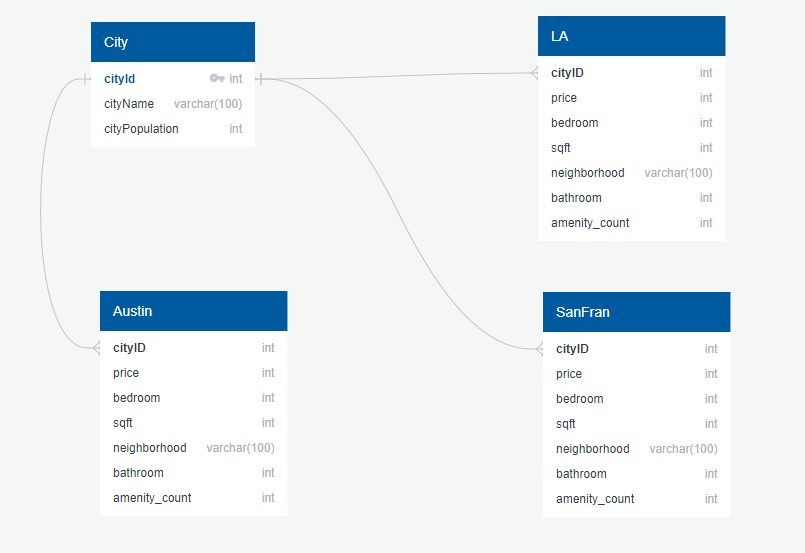 City
cityId int
cityName varchar(100)
cityPopulation int
LA
cityID int
price int
bedroom int
sqft int
neighborhood varchar(100)
bathroom int
amenity_count int
Austin
cityID int
price int
bedroom int
sqft int
neighborhood varchar(100)
bathroom int
amenity_count int
SanFran
cityID int
price int
bedroom int
sqft int
neighborhood varchar(100)
bathroom int
amenity_count int